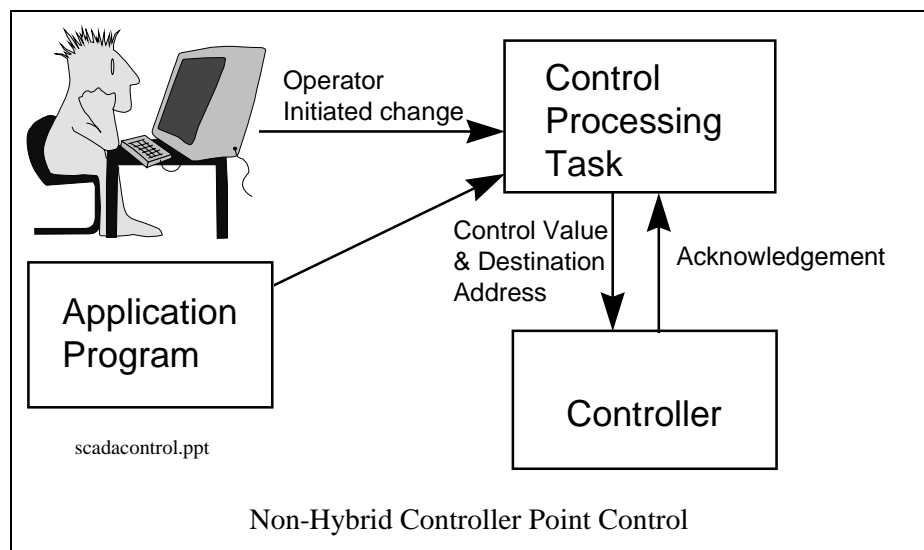 Operator
Initiated change
Control
Processing
Task
Control Value
& Destination
Address
Acknowledgement
Application
Program
Controller
scadacontrol.ppt
Non-Hybrid Controller Point Control